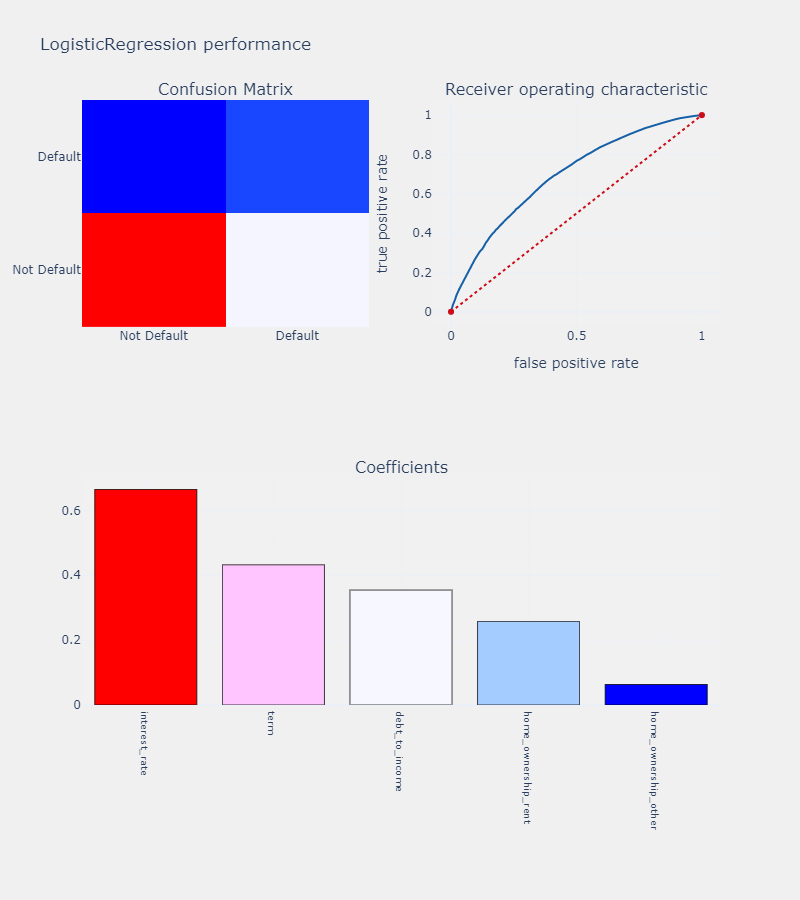 LogisticRegression performance
Confusion Matrix
Default
Not Default
Not Default Default
Receiver operating characteristic
true positive rate
1
0.8
0.6
0.4
0.2
0
0 0.5 1
false positive rate
Coefficients
0.6
0.4
0.2
0
interest_rate
term
debt_to_income
home_ownership_rent
home_ownership_other